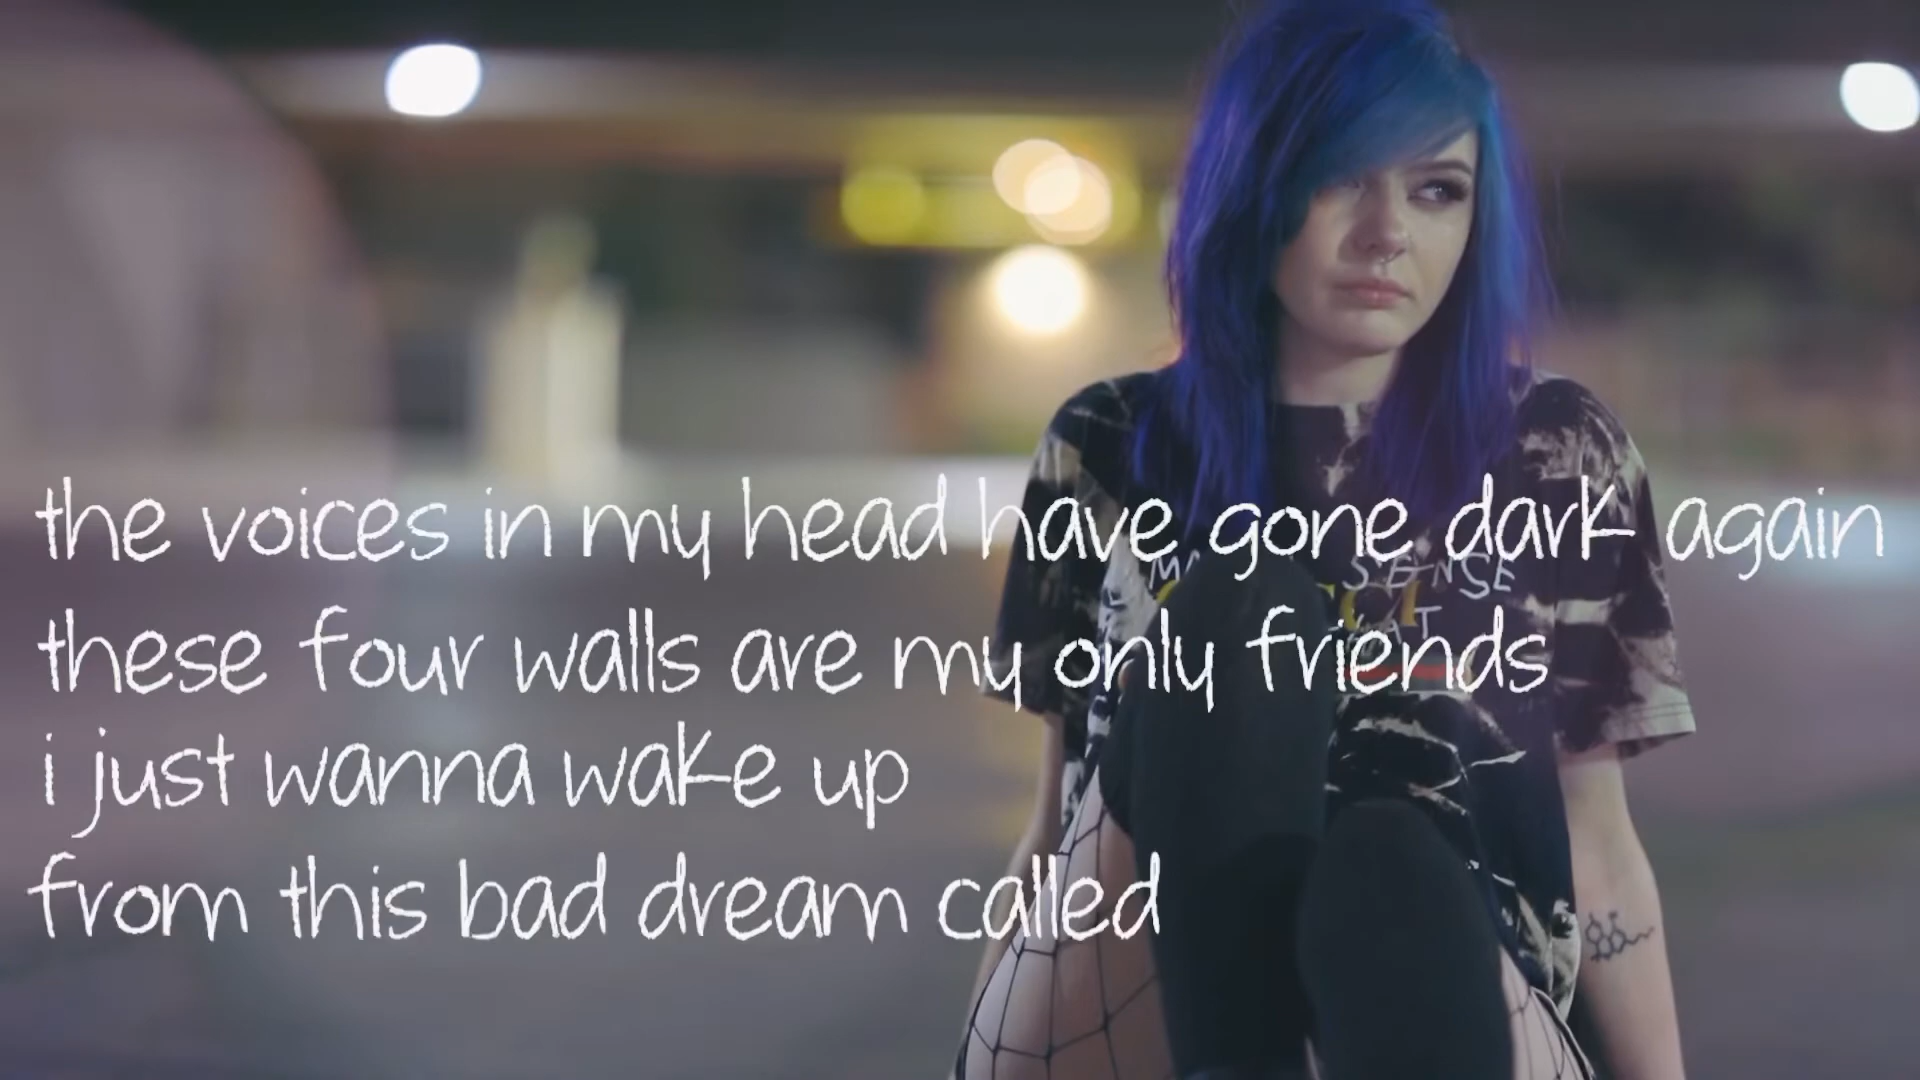 the voices in my head have gone dark again
these four walls are my only friends
i just wanna wake up
from this bad dream called
SENSE